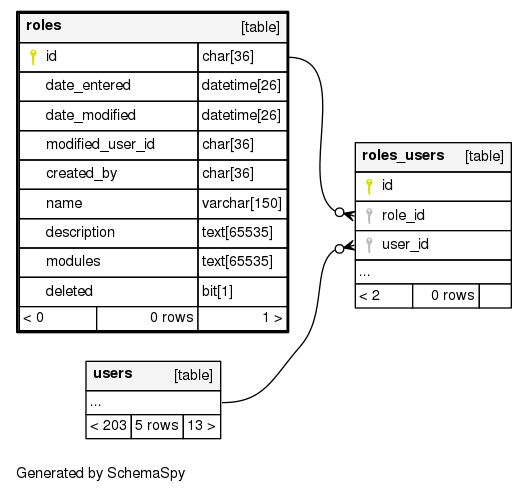 roles [table]
id char[36]
date_entered datetime[26]
date_modified datetime[26]
modified_user_id char[36]
created_by char[36]
name varchar[150]
description text[65535]
modules text[65535]
deleted bit[1]
< 0 0 rows 1 >
roles_users [table]
id
role_id
user_id
...
< 2 0 rows
users [table]
...
< 203 5 rows 13 >
Generated by SchemaSpy